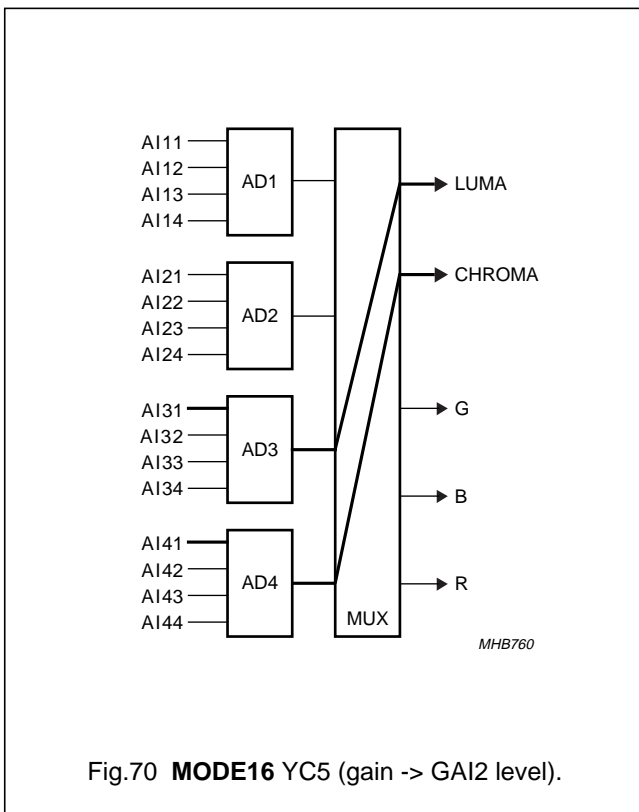 AI11
AI12
AI13
AI14
AD1
AI21
AI22
AI23
AI24
AD2
AI31
AI32
AI33
AI34
AD3
AI41
AI42
AI43
AI44
AD4
MUX
LUMA
CHROMA
G
B
R
MHB760
Fig.70 MODE16 YC5 (gain -> GAI2 level).